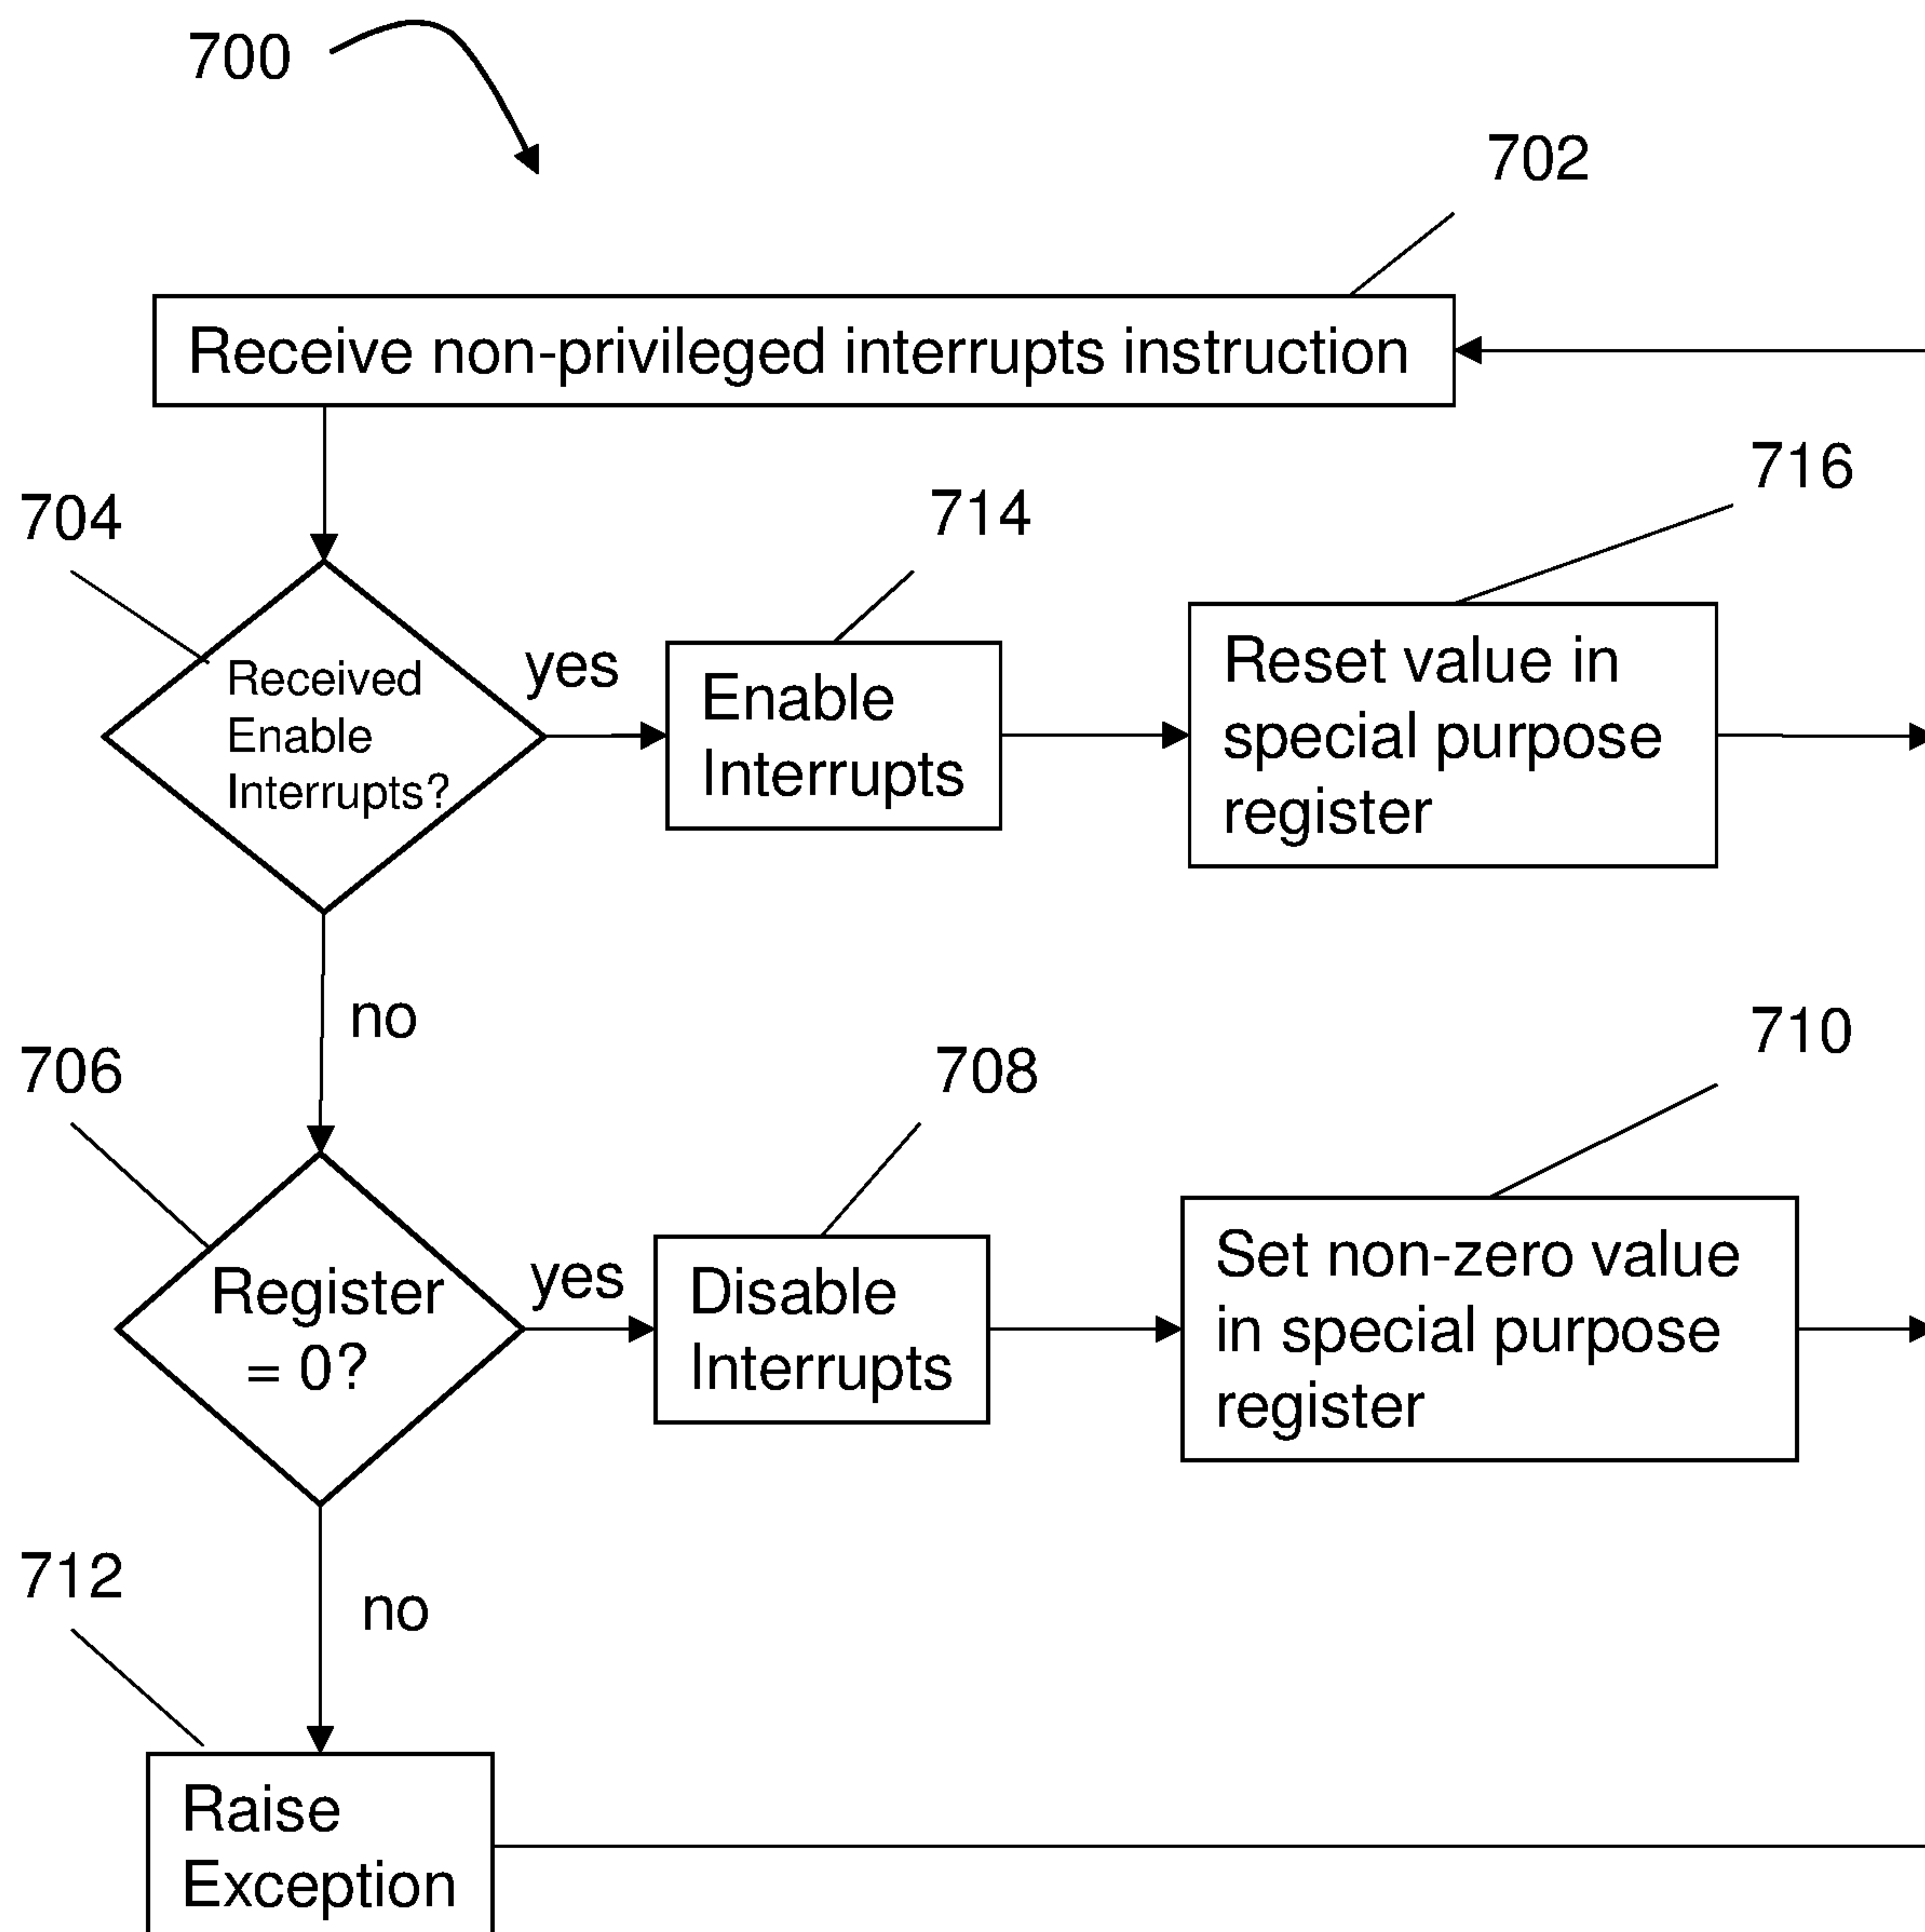 700
702
Receive non-privileged interrupts instruction
704
714
716
Received
Enable
Interrupts?
yes
Enable
Interrupts
Reset value in
special purpose
register
no
706
708
710
Register
= 0?
yes
Disable
Interrupts
Set non-zero value
in special purpose
register
712
no
Raise
Exception